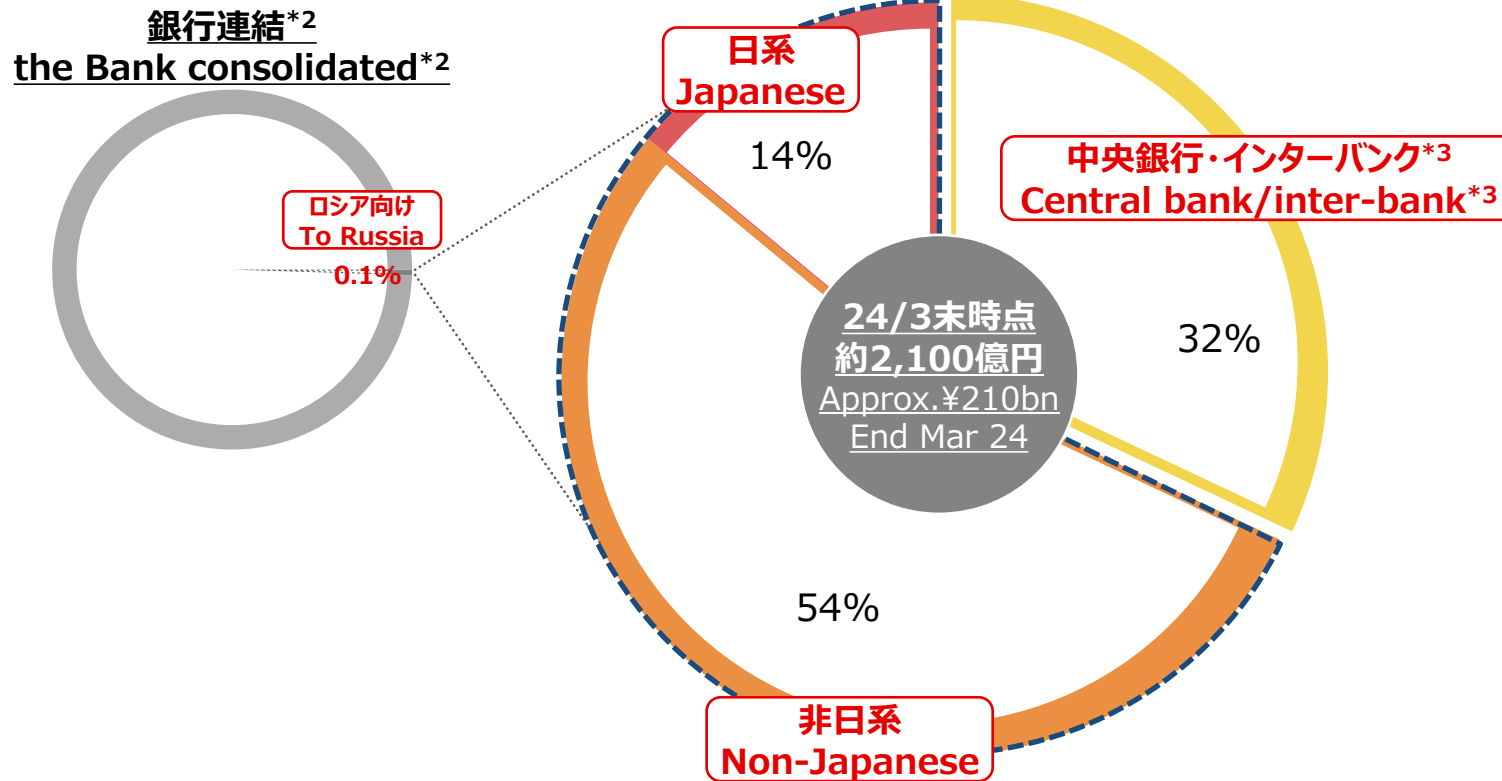 銀行連結*2
the Bank consolidated*2
ロシア向け
To Russia
0.1%
日系
Japanese
14%
中央銀行・インターバンク*3
Central bank/inter-bank*3
32%
24/3末時点
約2,100億円
Approx.¥210bn
End Mar 24
54%
非日系
Non-Japanese